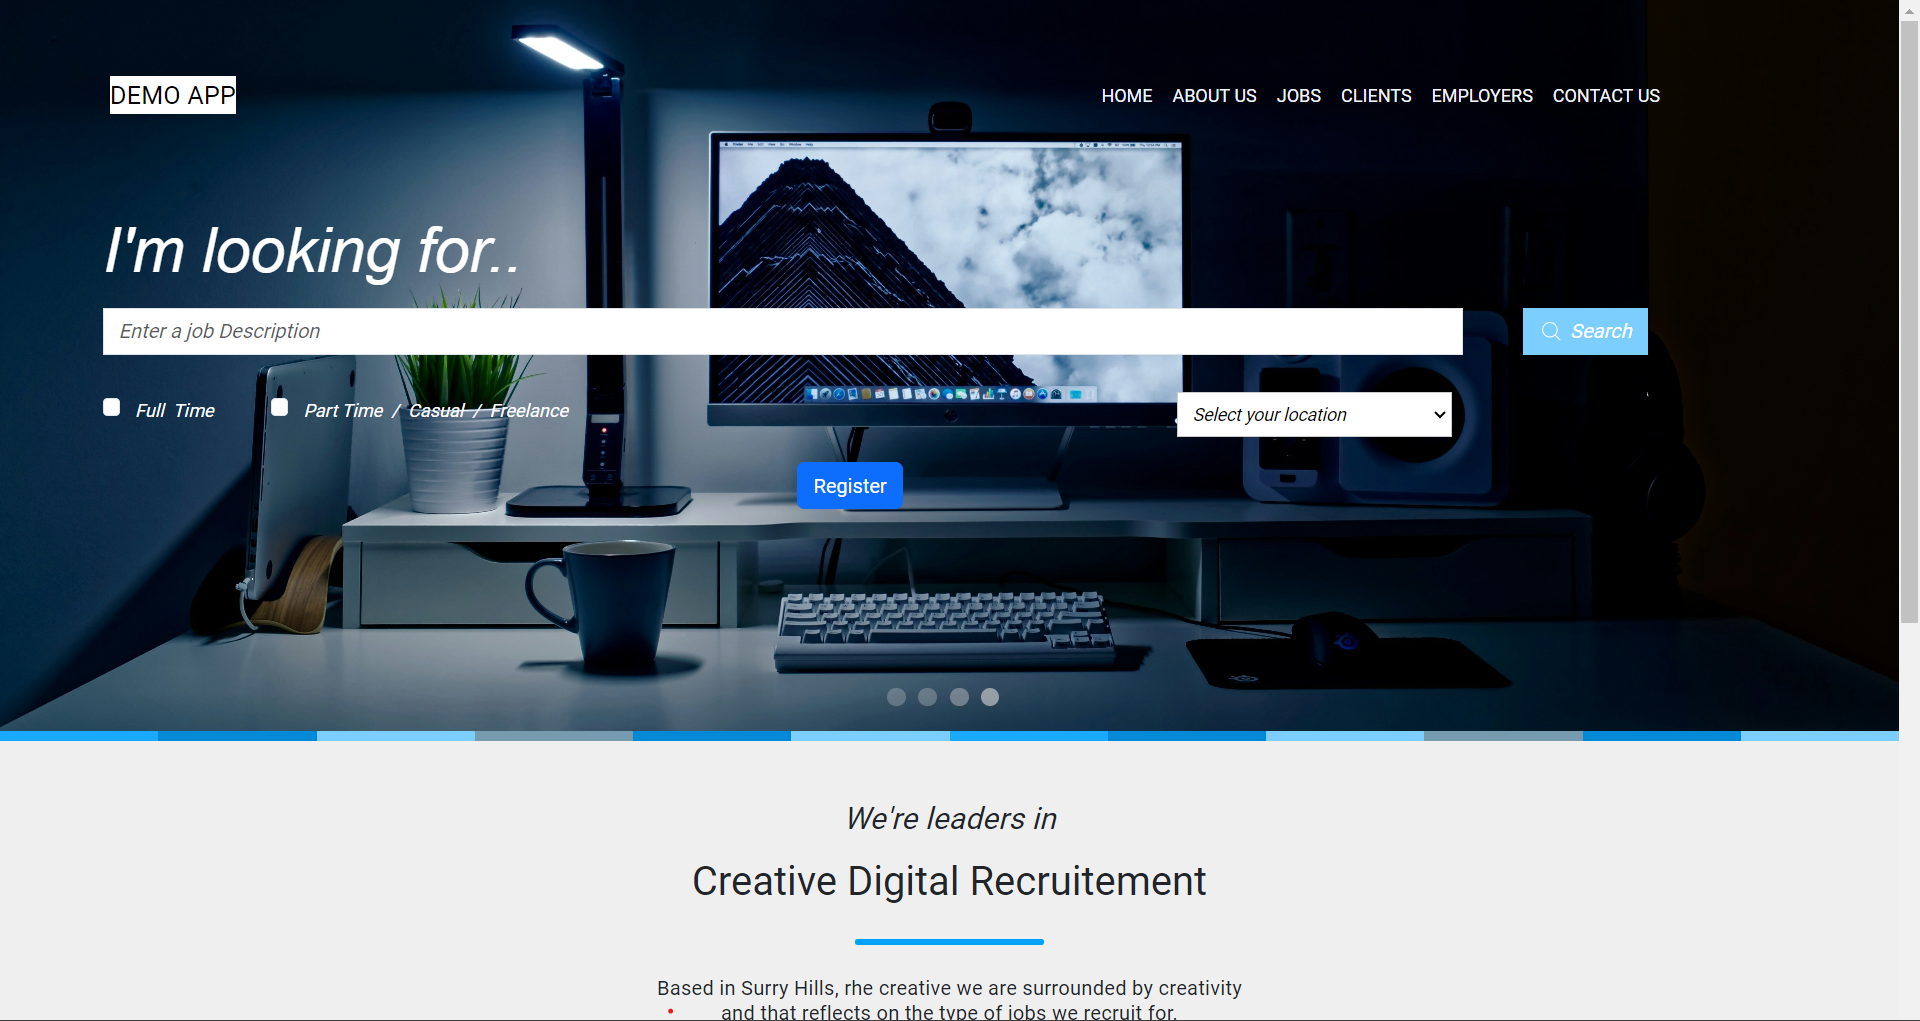 DEMO APP
HOME ABOUT US JOBS CLIENTS EMPLOYERS CONTACT US
I'm looking for..
Enter a job Description
Search
Full Time
Part Time / Casual / Freelance
Select your location
Register
We're leaders in
Creative Digital Recruitement
Based in Surry Hills, rhe creative we are surrounded by creativity
and that reflects on the type of jobs we recruit for.